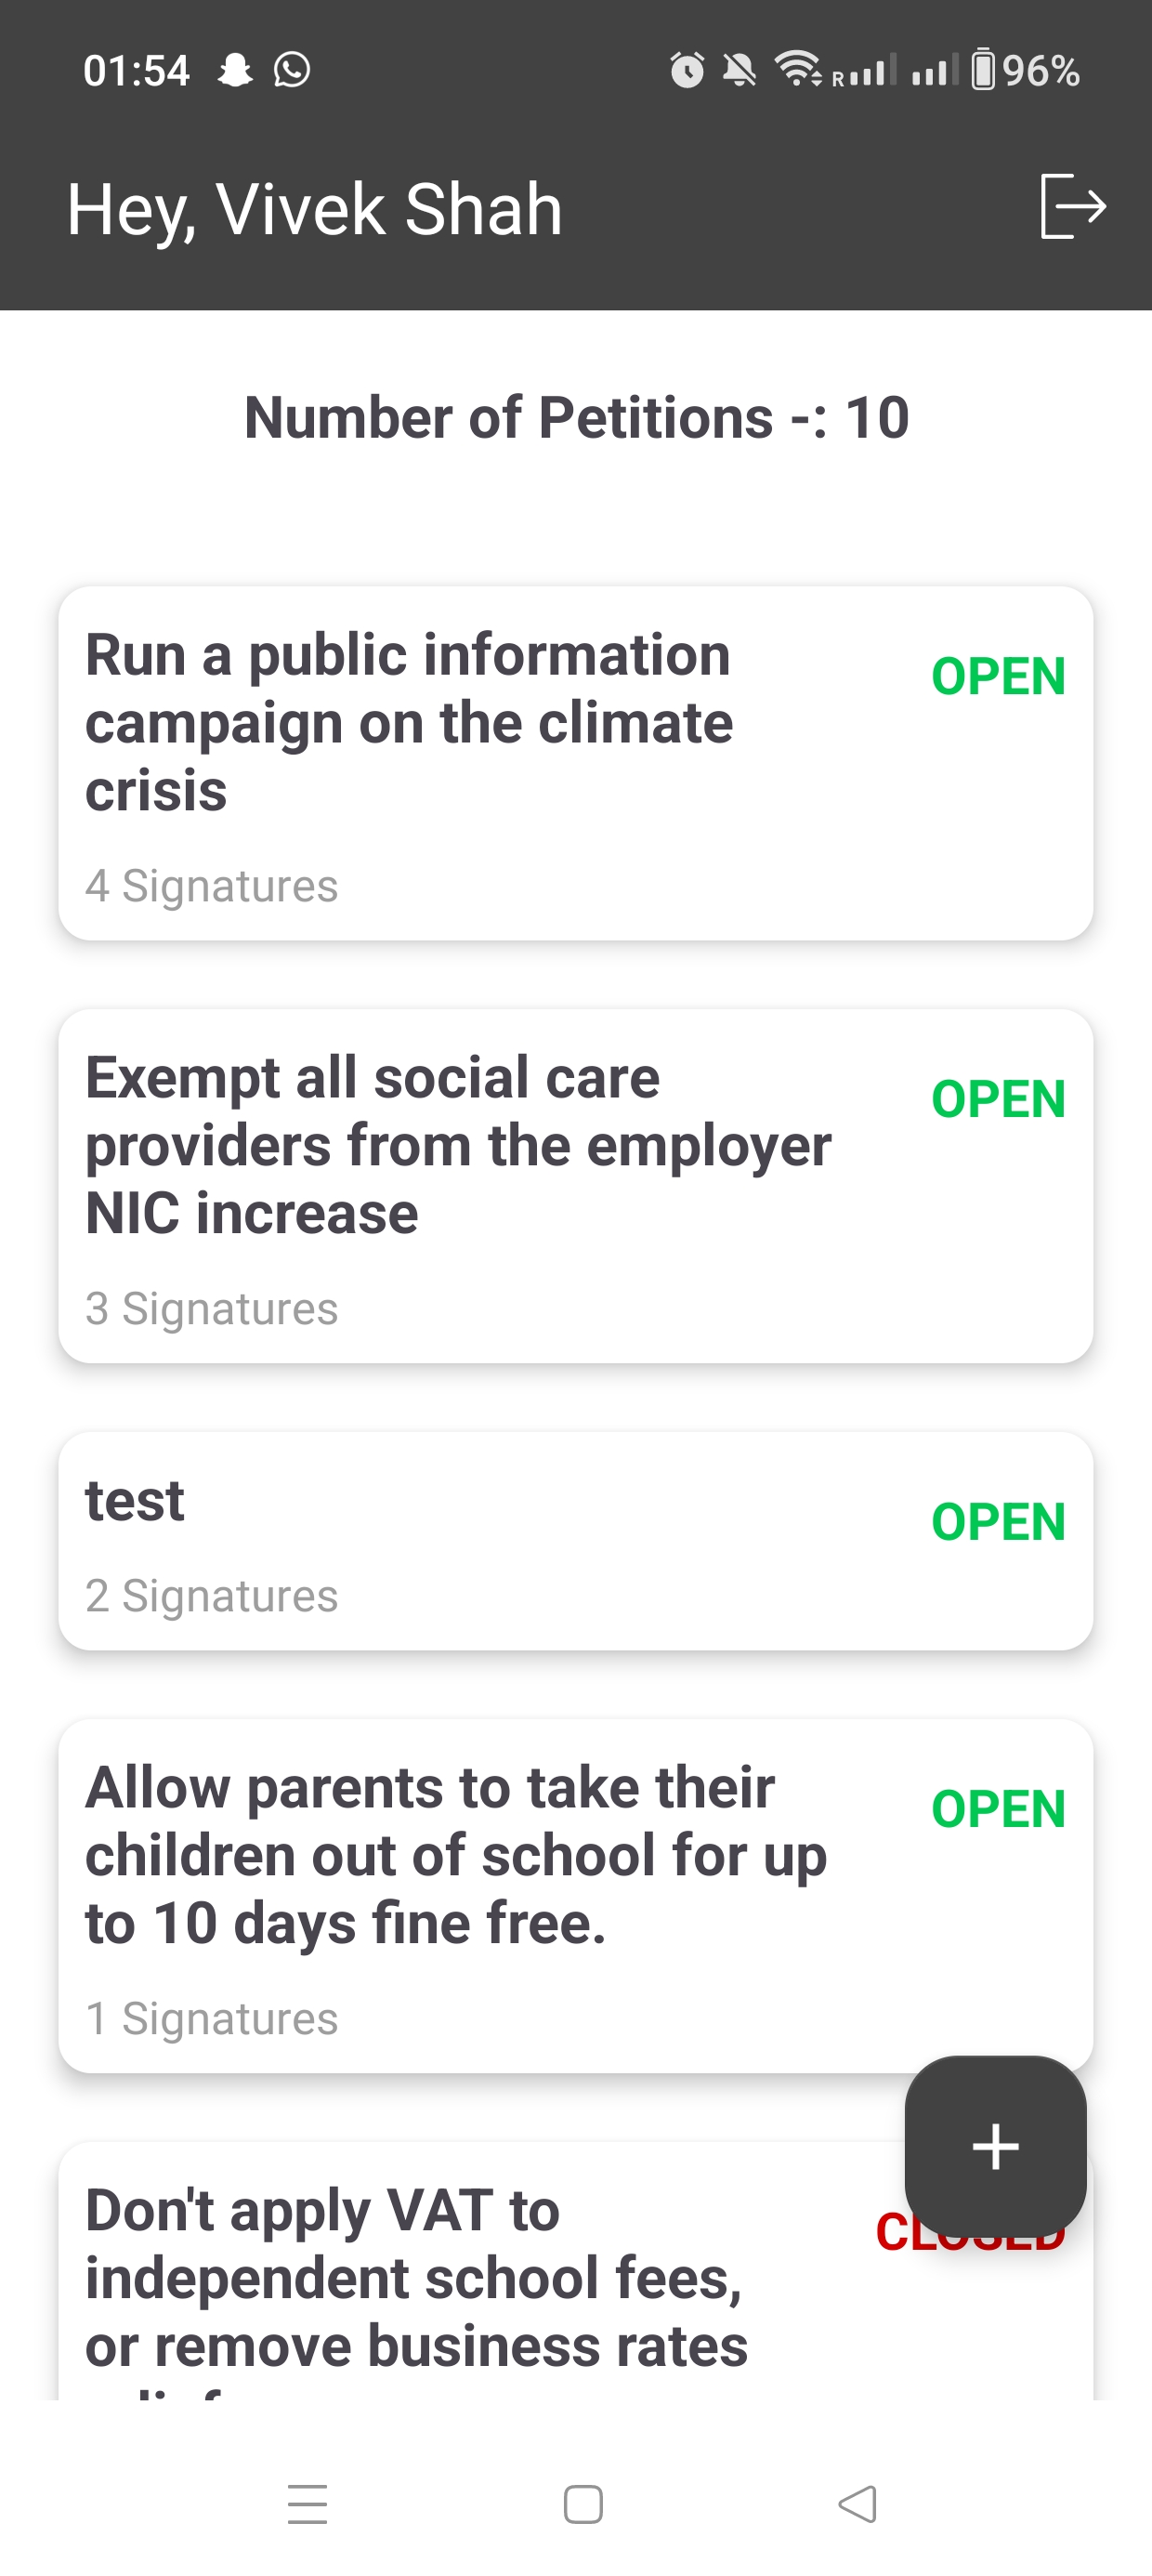 01:54
R
96%
Hey, Vivek Shah
Number of Petitions -: 10
Run a public information
campaign on the climate
crisis
OPEN
4 Signatures
Exempt all social care
providers from the employer
NIC increase
OPEN
3 Signatures
test
OPEN
2 Signatures
Allow parents to take their
children out of school for up
to 10 days fine free.
OPEN
1 Signatures
Don't apply VAT to
independent school fees,
or remove business rates
CLOSED